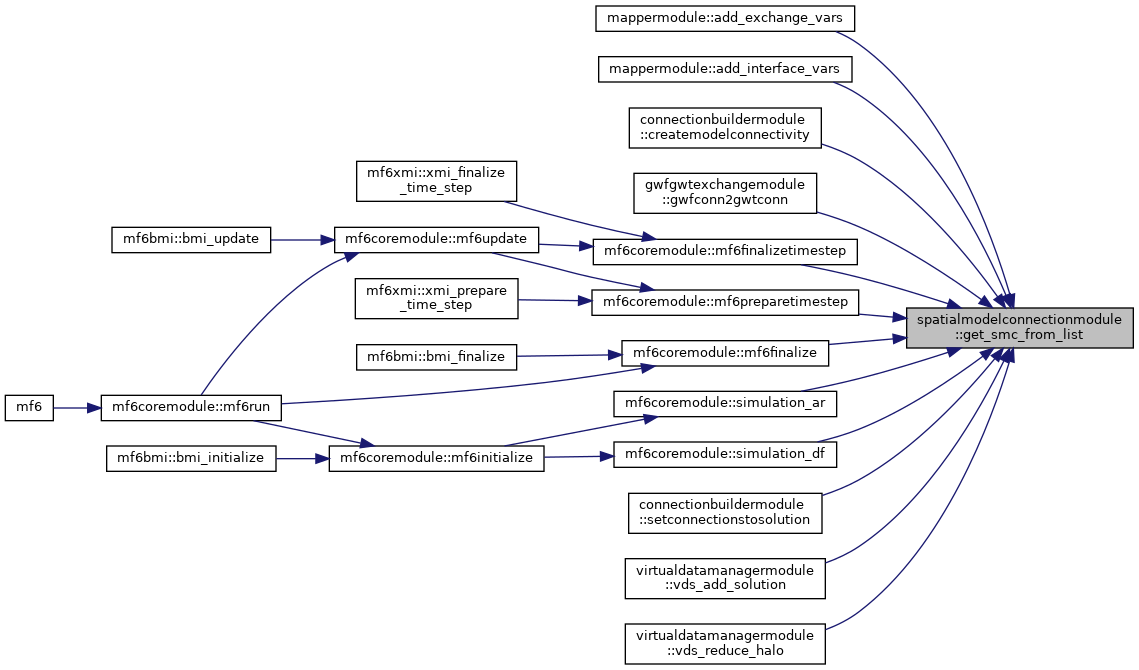 mappermodule::add_exchange_vars
mappermodule::add_interface_vars
connectionbuildermodule
::createmodelconnectivity
mf6xmi::xmi_finalize
_time_step
gwfgwtexchangemodule
::gwfconn2gwtconn
mf6bmi::bmi_update
mf6coremodule::mf6update
mf6coremodule::mf6finalizetimestep
mf6xmi::xmi_prepare
_time_step
mf6coremodule::mf6preparetimestep
spatialmodelconnectionmodule
::get_smc_from_list
mf6bmi::bmi_finalize
mf6coremodule::mf6finalize
mf6
mf6coremodule::mf6run
mf6coremodule::simulation_ar
mf6bmi::bmi_initialize
mf6coremodule::mf6initialize
mf6coremodule::simulation_df
connectionbuildermodule
::setconnectionstosolution
virtualdatamanagermodule
::vds_add_solution
virtualdatamanagermodule
::vds_reduce_halo